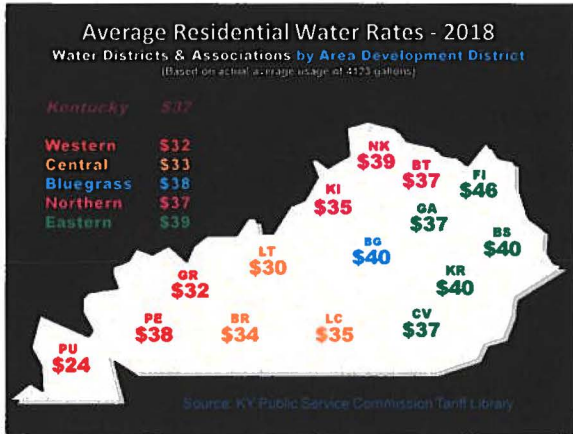 Average Residential Water Rates - 2018
Water Districts & Associations by Area Development District
(Based on actual average usage of 4123 gallons)
Kentucky $37
Western $32
Central $33
Bluegrass $38
Northern $37
Eastern $39
NK
$39
BT
$37
FI
$46
KI
$35
GA
$37
BS
$40
LT
$30
BG
$40
KR
$40
GR
$32
PE
$38
BR
$34
LC
$35
CV
$37
PU
$24
Source: KY Public Service Commission Tariff Library